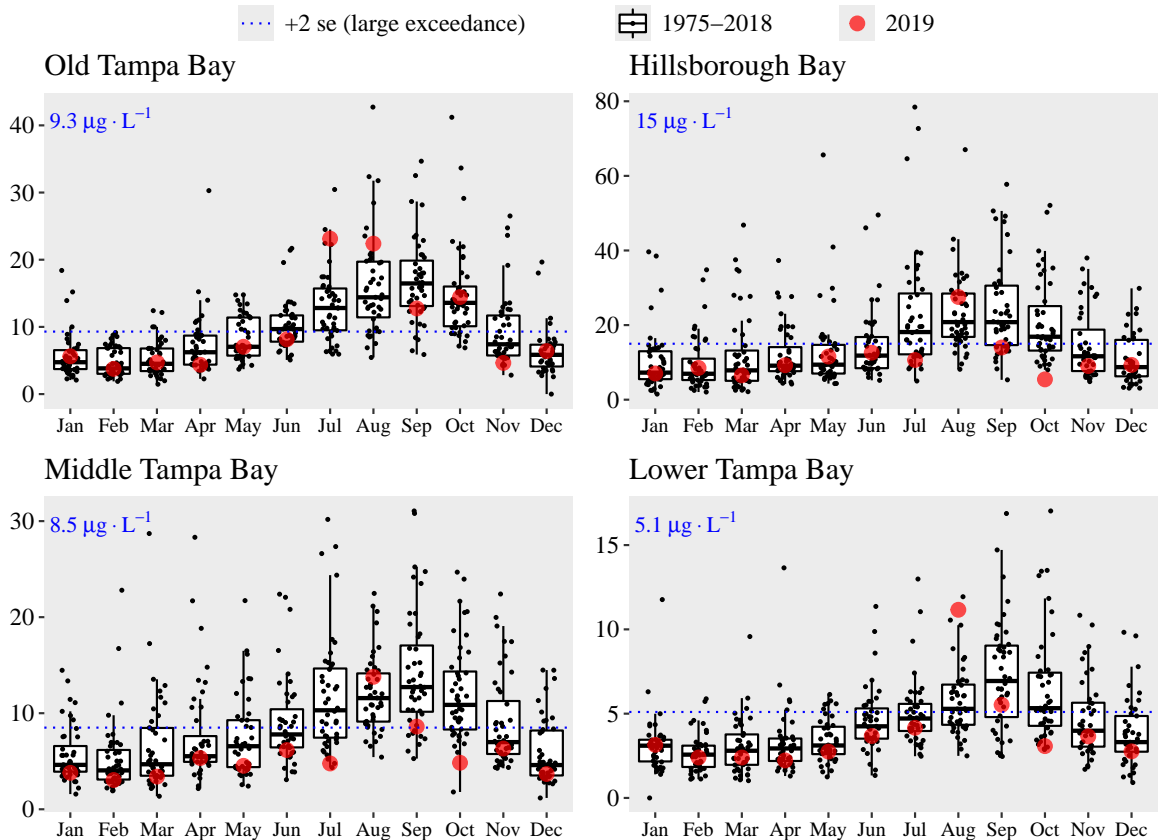 +2 se (large exceedance) 1975–2018 2019
Old Tampa Bay
9.3 μg · L⁻¹
40
30
20
10
0
Jan Feb Mar Apr May Jun Jul Aug Sep Oct Nov Dec
Hillsborough Bay
15 μg · L⁻¹
80
60
40
20
0
Jan Feb Mar Apr May Jun Jul Aug Sep Oct Nov Dec
Middle Tampa Bay
8.5 μg · L⁻¹
30
20
10
0
Jan Feb Mar Apr May Jun Jul Aug Sep Oct Nov Dec
Lower Tampa Bay
5.1 μg · L⁻¹
15
10
5
0
Jan Feb Mar Apr May Jun Jul Aug Sep Oct Nov Dec